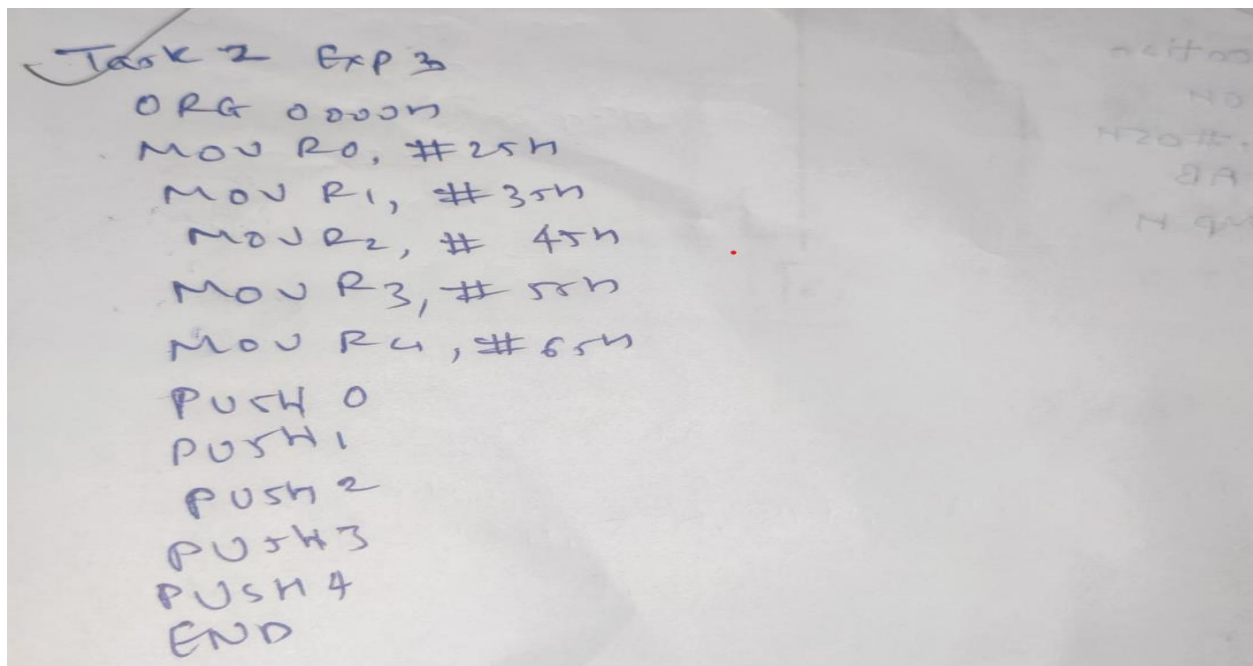 Task 2 Exp 3
ORG 0000h
MOV R0, #25h
MOV R1, #35h
MOV R2, # 45h
MOV R3, #55h
MOV R4, #65h
PUSH 0
PUSH 1
PUSH 2
PUSH 3
PUSH 4
END